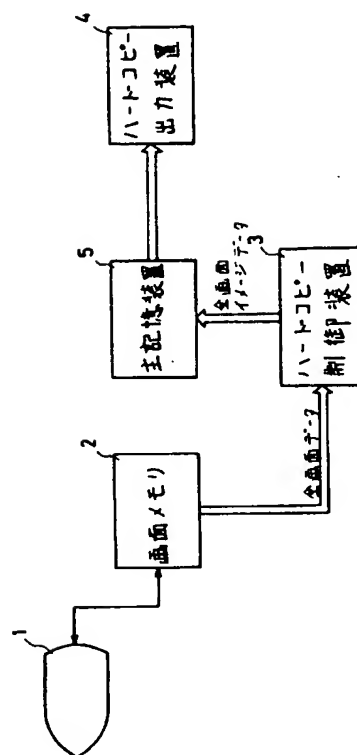 1
2
画面メモリ
全画面データ
3
ハードコピー
制御装置
全画面
イメージデータ
5
主記憶装置
4
ハードコピー
出力装置